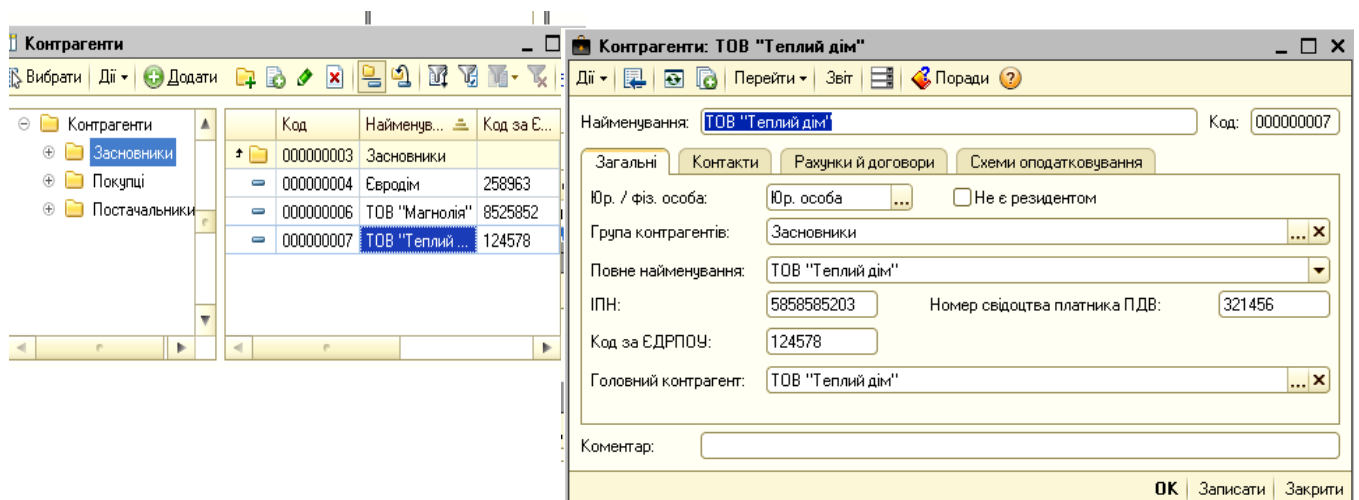 Контрагенти
Вибрати Дії Додати
Контрагенти
Засновники
Покупці
Постачальники
Код Найменув... Код за Є...
000000003 Засновники
000000004 Євродім 258963
000000006 ТОВ "Магнолія" 8525852
000000007 ТОВ "Теплий ... 124578
Контрагенти: ТОВ "Теплий дім"
Дії Перейти Звіт Поради
Найменування: ТОВ "Теплий дім" Код: 000000007
Загальні Контакти Рахунки й договори Схеми оподатковування
Юр. / фіз. особа: Юр. особа ... Не є резидентом
Група контрагентів: Засновники ...
Повне найменування: ТОВ "Теплий дім"
ІПН: 5858585203 Номер свідоцтва платника ПДВ: 321456
Код за ЄДРПОУ: 124578
Головний контрагент: ТОВ "Теплий дім" ...
Коментар:
OK Записати Закрити